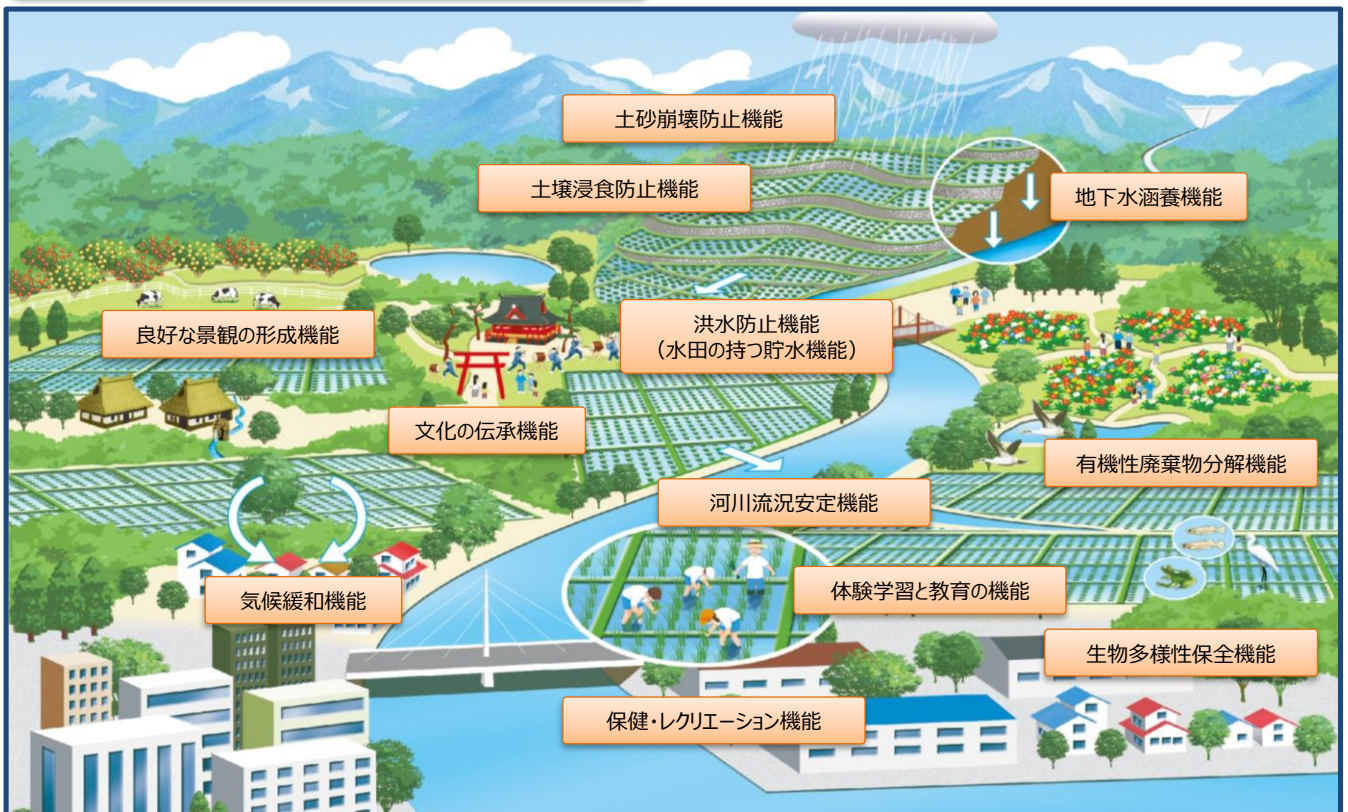 土砂崩壊防止機能
土壌浸食防止機能
地下水涵養機能
良好な景観の形成機能
洪水防止機能
（水田の持つ貯水機能）
文化の伝承機能
有機性廃棄物分解機能
河川流況安定機能
気候緩和機能
体験学習と教育の機能
生物多様性保全機能
保健・レクリエーション機能